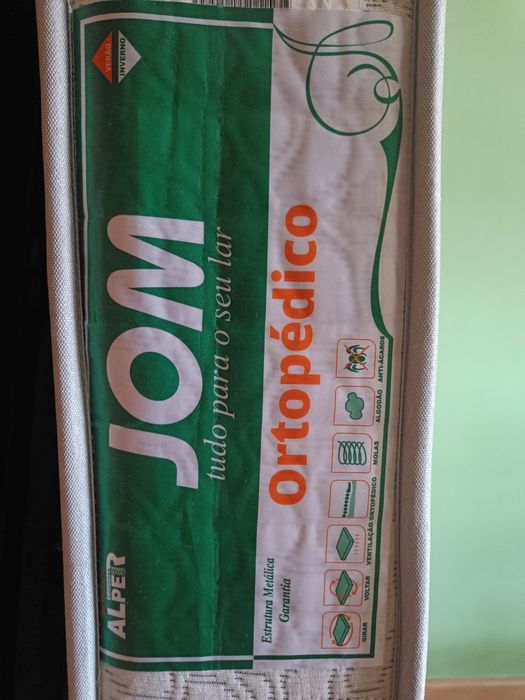 VERÃO
INVERNO
JOM
tudo para o seu lar
ALPER
Ortopédico
Estrutura Metálica
Garantia
GIRAR
VOLTAR
VENTILAÇÃO
ORTOPÉDICO
MOLAS
ALGODÃO
ANTI-ÁCAROS